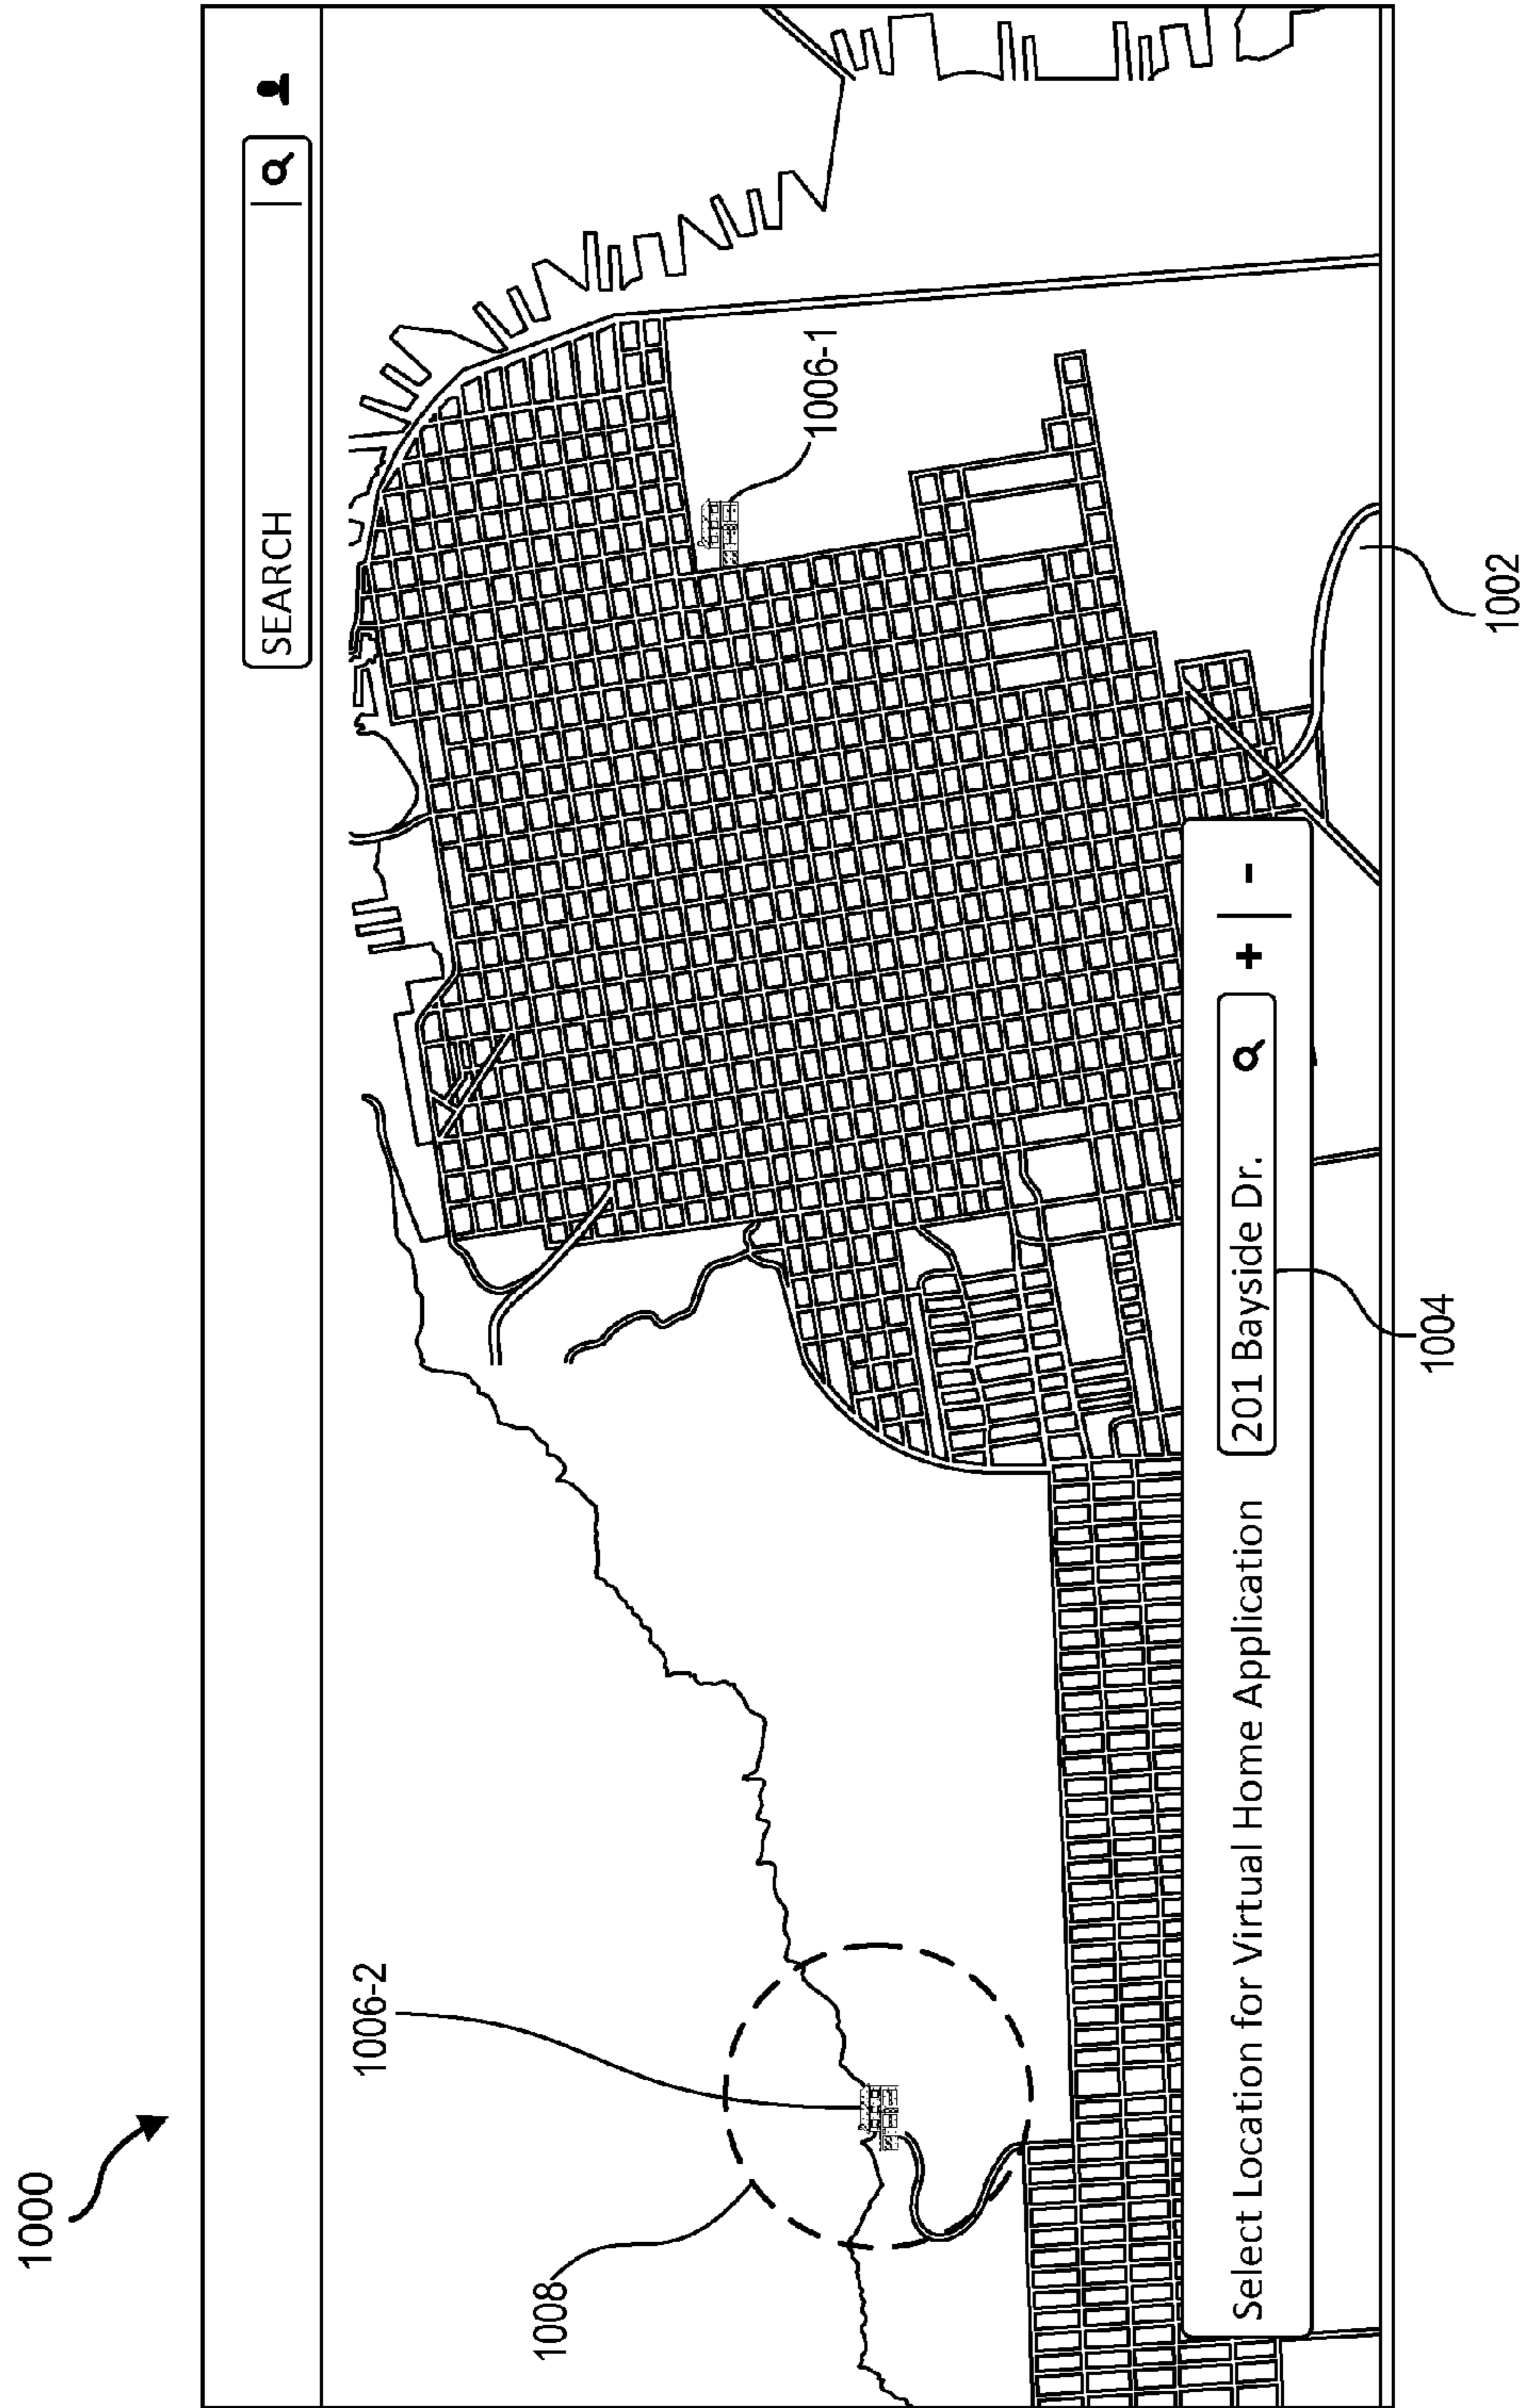 1000
SEARCH
1006-2
1008
1006-1
Select Location for Virtual Home Application
201 Bayside Dr.
+ | -
1004
1002